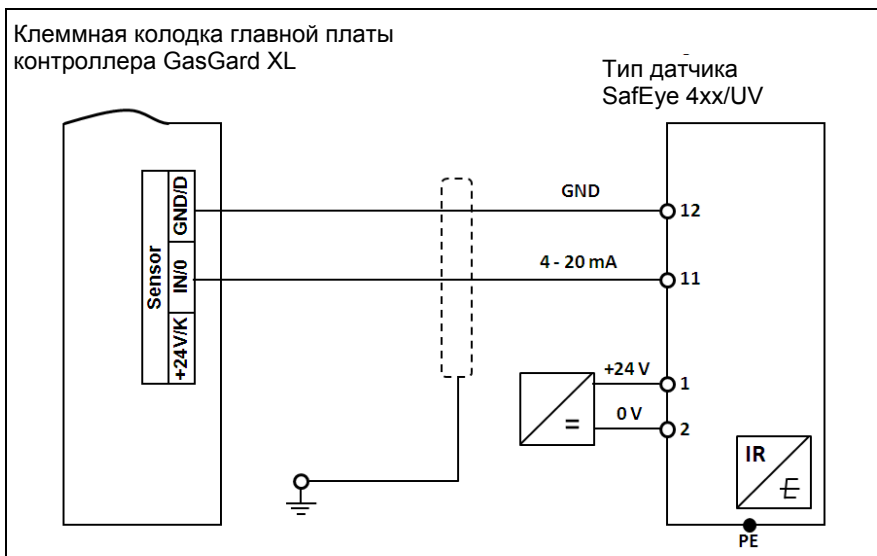 Клеммная колодка главной платы
контроллера GasGard XL
Тип датчика
SafEye 4xx/UV
Sensor
GND/D
IN/0
+24V/K
GND
12
4 - 20 mA
11
+24 V
1
0 V
2
=
IR
E
PE